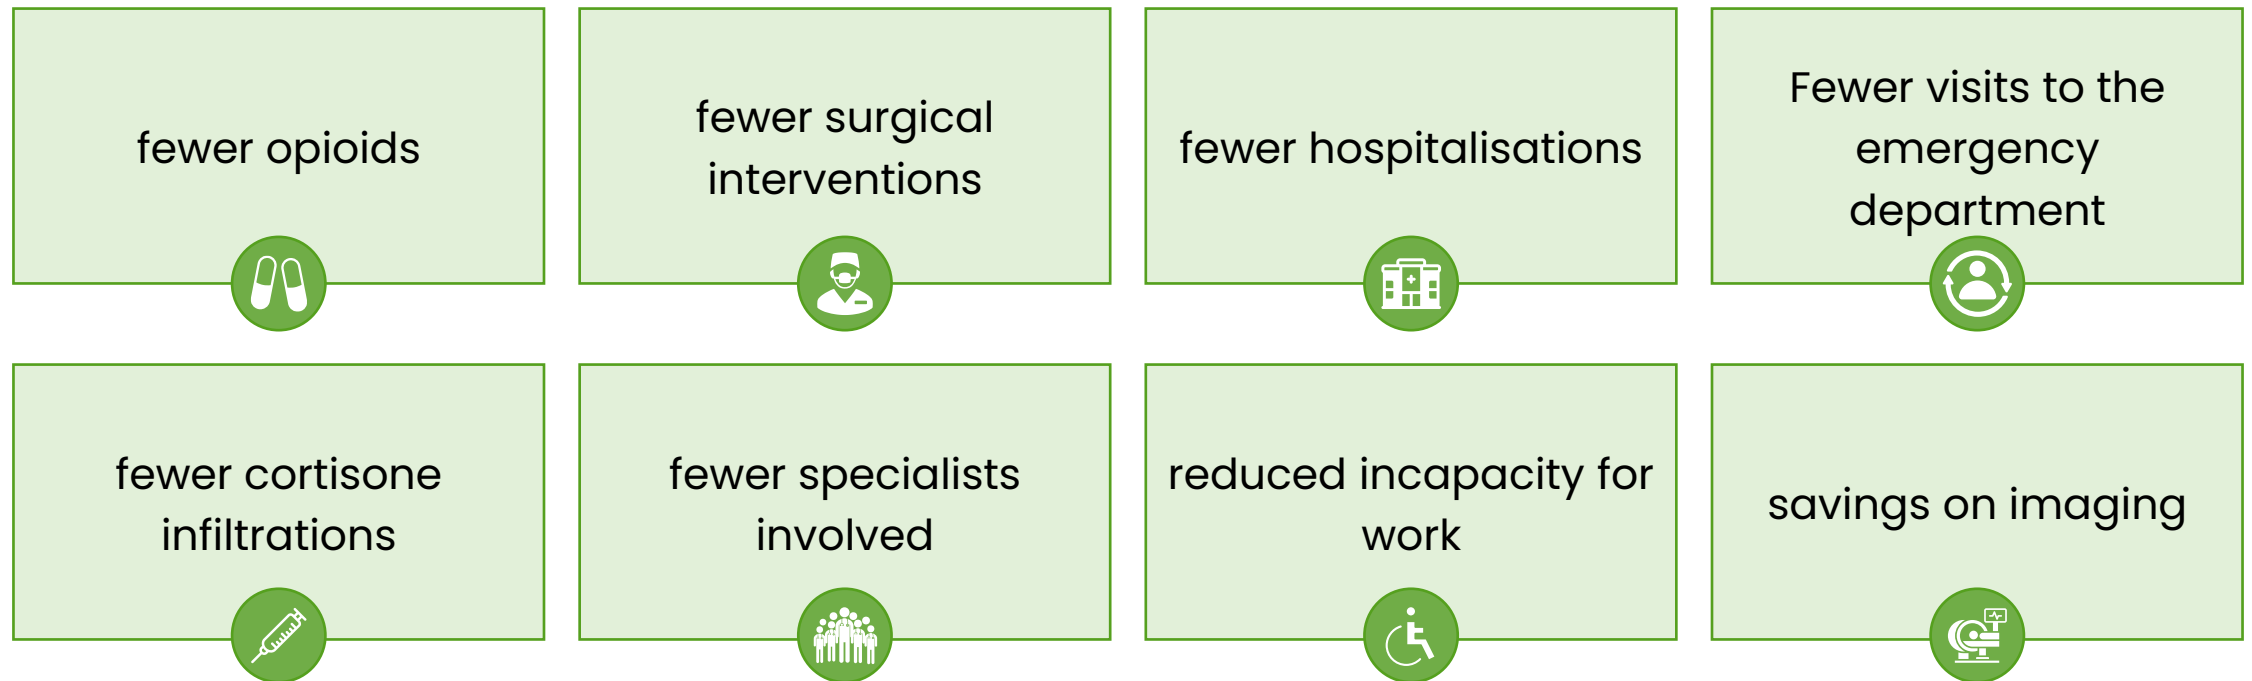 fewer opioids
fewer surgical
interventions
fewer hospitalisations
Fewer visits to the
emergency
department
fewer cortisone
infiltrations
fewer specialists
involved
reduced incapacity for
work
savings on imaging